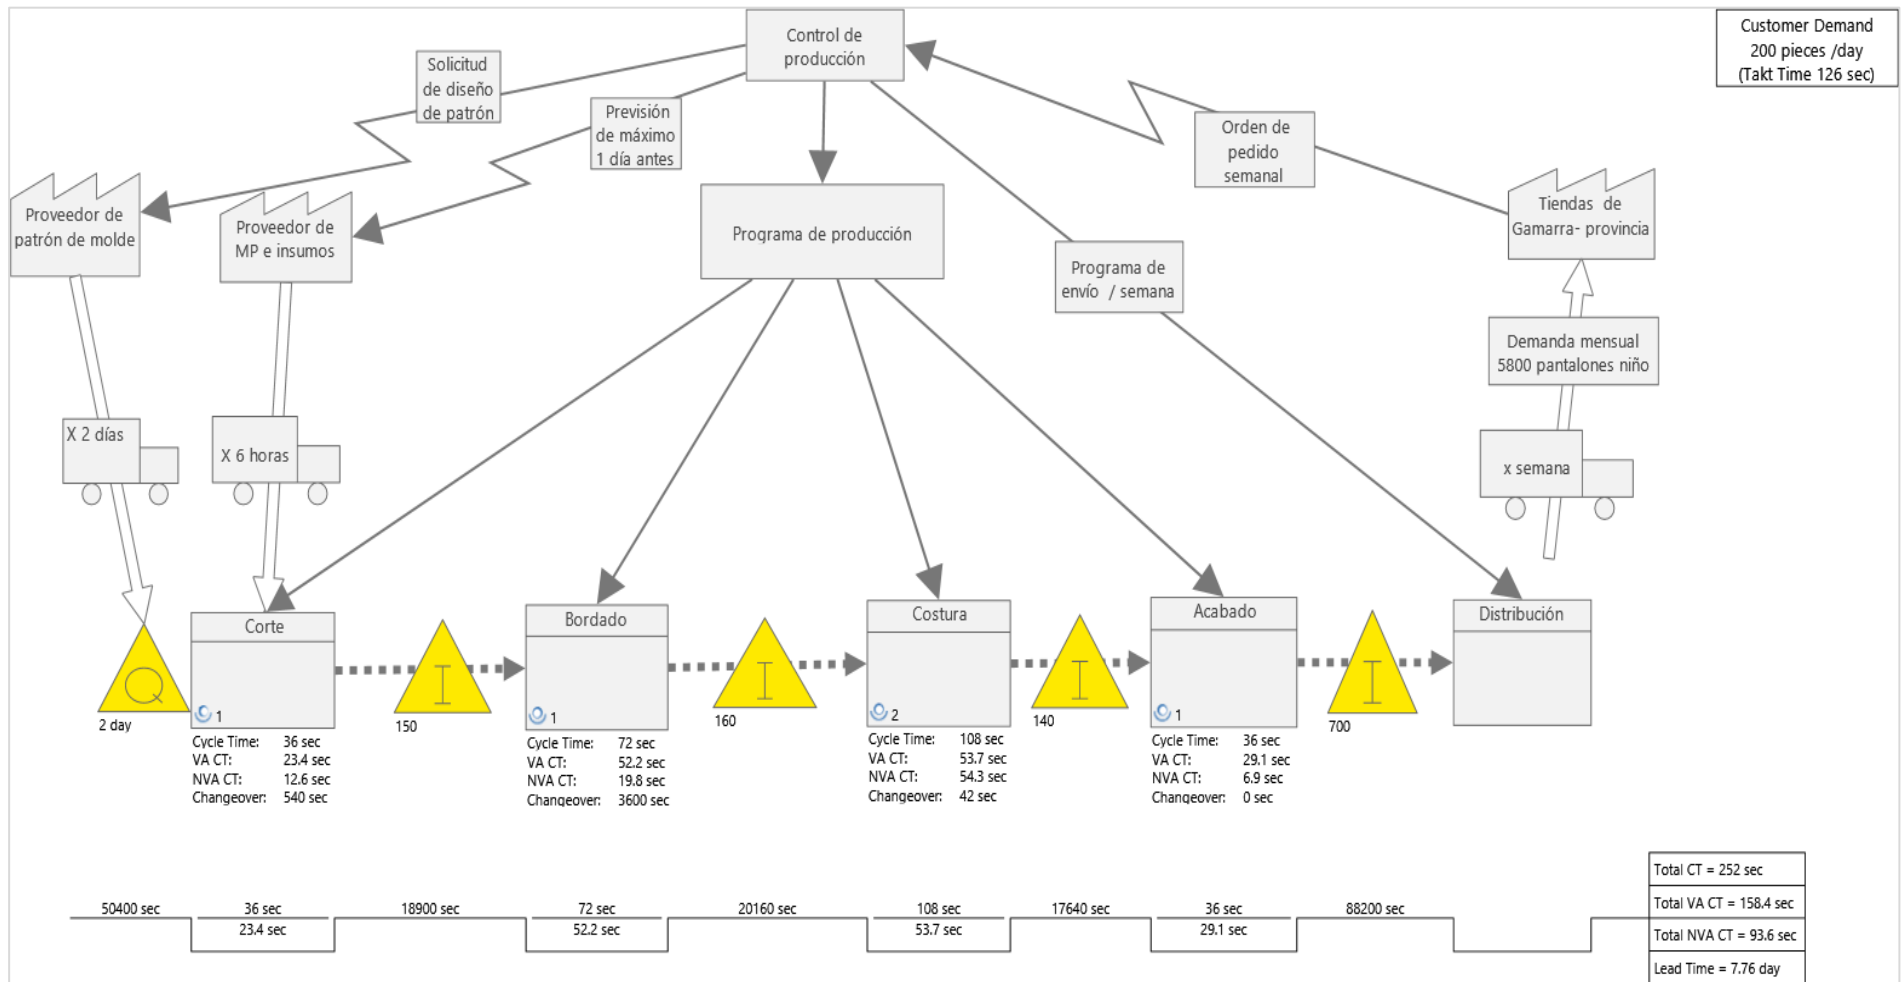 Control de
producción
Customer Demand
200 pieces /day
(Takt Time 126 sec)
Solicitud
de diseño
de patrón
Previsión
de máximo
1 día antes
Orden de
pedido
semanal
Proveedor de
patrón de molde
Proveedor de
MP e insumos
Programa de producción
Programa de
envío / semana
Tiendas de
Gamarra- provincia
Demanda mensual
5800 pantalones niño
X 2 días
X 6 horas
x semana
Corte
Bordado
Costura
Acabado
Distribución
Q
I
I
I
I
1
1
2
1
2 day
150
160
140
700
Cycle Time: 36 sec
VA CT: 23.4 sec
NVA CT: 12.6 sec
Changeover: 540 sec
Cycle Time: 72 sec
VA CT: 52.2 sec
NVA CT: 19.8 sec
Changeover: 3600 sec
Cycle Time: 108 sec
VA CT: 53.7 sec
NVA CT: 54.3 sec
Changeover: 42 sec
Cycle Time: 36 sec
VA CT: 29.1 sec
NVA CT: 6.9 sec
Changeover: 0 sec
50400 sec
36 sec
23.4 sec
18900 sec
72 sec
52.2 sec
20160 sec
108 sec
53.7 sec
17640 sec
36 sec
29.1 sec
88200 sec
Total CT = 252 sec
Total VA CT = 158.4 sec
Total NVA CT = 93.6 sec
Lead Time = 7.76 day